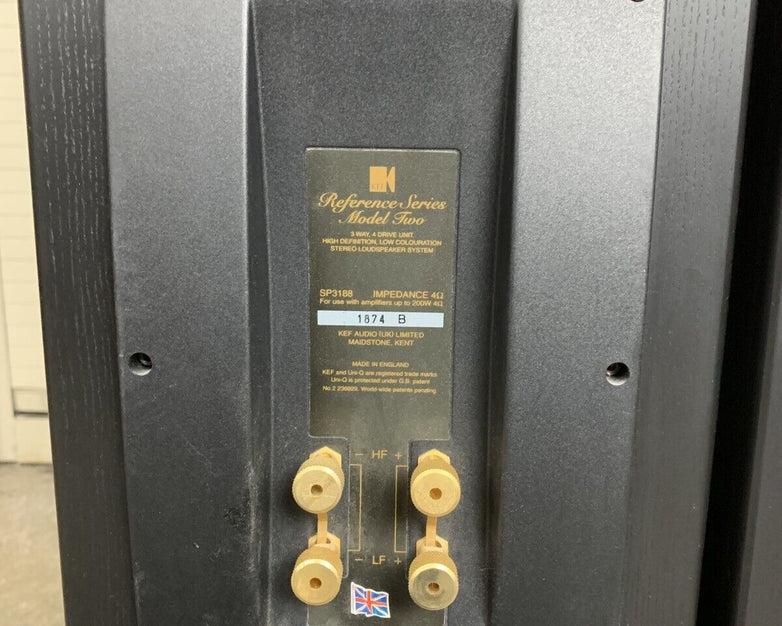 KEF
Reference Series
Model Two
3 WAY, 4 DRIVE UNIT,
HIGH DEFINITION, LOW COLOURATION
STEREO LOUDSPEAKER SYSTEM
SP3188 IMPEDANCE 4Ω
For use with amplifiers up to 200W 4Ω
1874 B
KEF AUDIO (UK) LIMITED
MAIDSTONE, KENT
MADE IN ENGLAND
KEF and Uni-Q are registered trade marks
Uni-Q is protected under G.B. patent
No.2 236929. World-wide patents pending
− HF +
− LF +